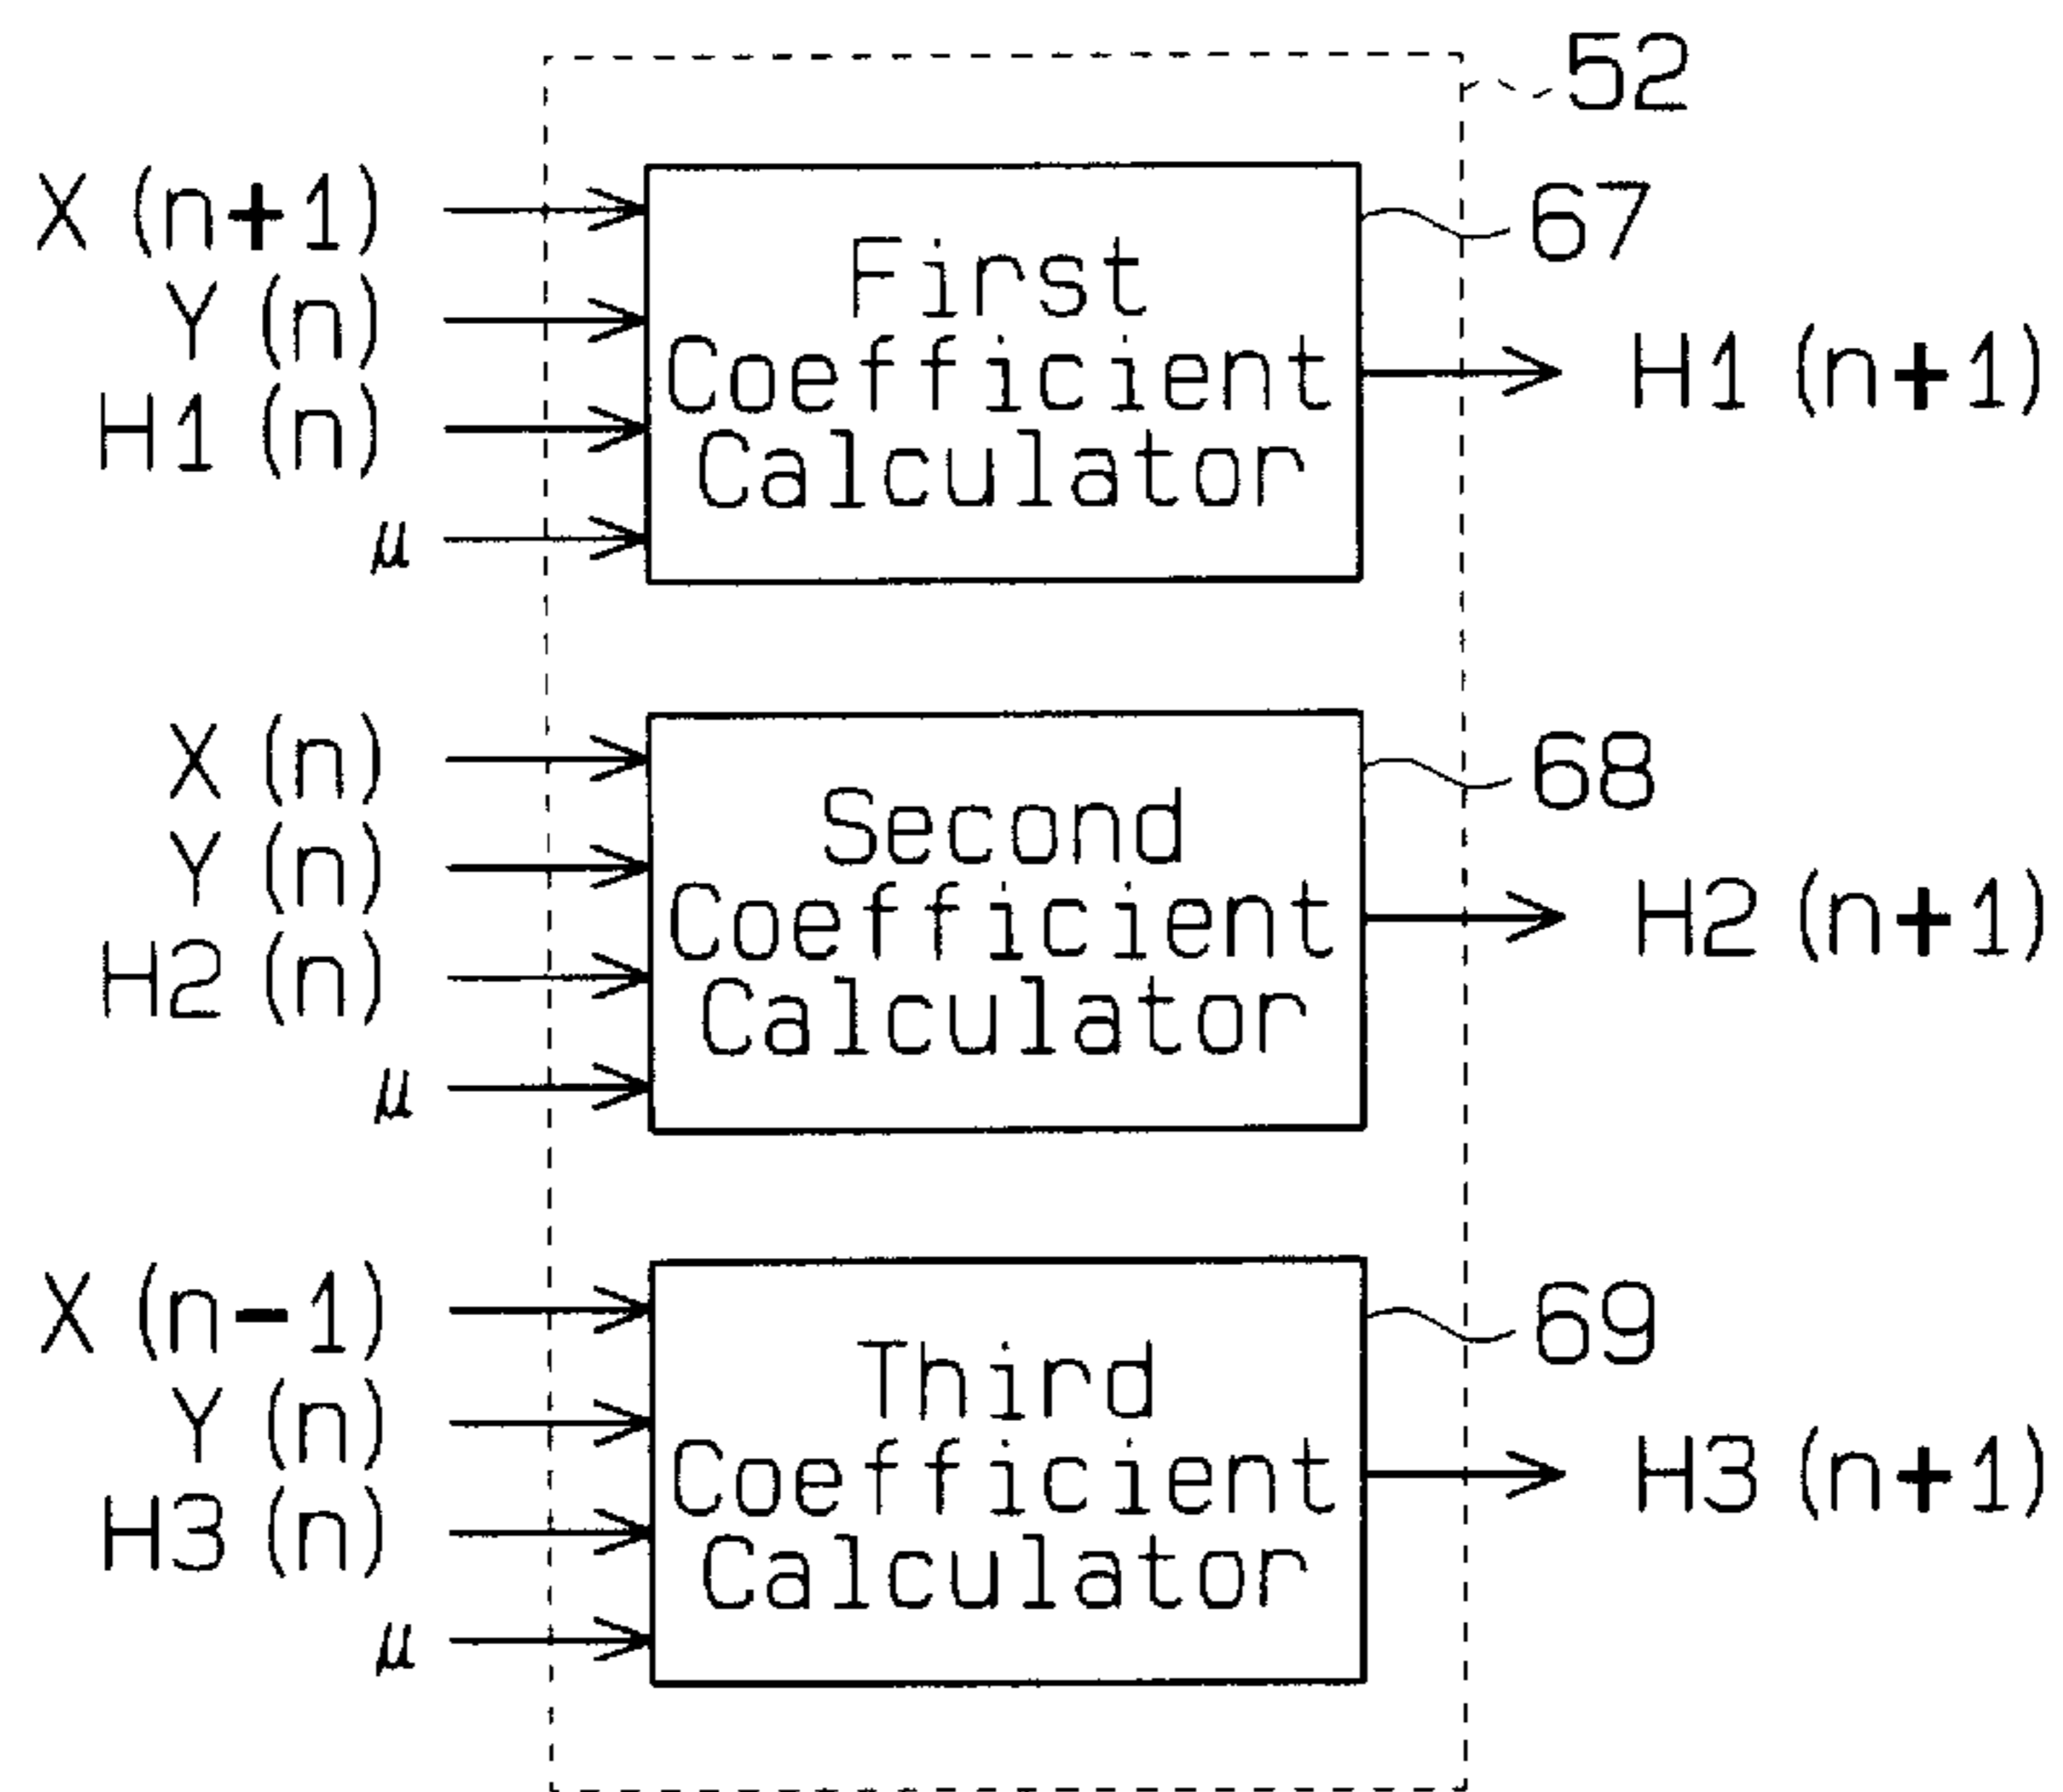 52
X (n+1)
Y (n)
H1 (n)
μ
First
Coefficient
Calculator
67
H1 (n+1)
X (n)
Y (n)
H2 (n)
μ
Second
Coefficient
Calculator
68
H2 (n+1)
X (n-1)
Y (n)
H3 (n)
μ
Third
Coefficient
Calculator
69
H3 (n+1)